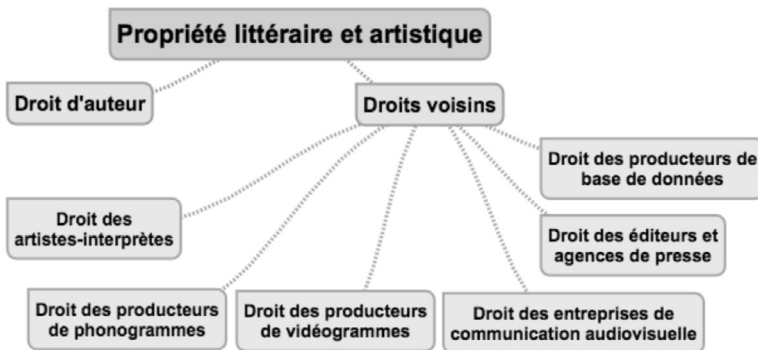 Propriété littéraire et artistique
Droit d'auteur
Droits voisins
Droit des producteurs de
base de données
Droit des
artistes-interprètes
Droit des éditeurs et
agences de presse
Droit des producteurs
de phonogrammes
Droit des producteurs
de vidéogrammes
Droit des entreprises de
communication audiovisuelle